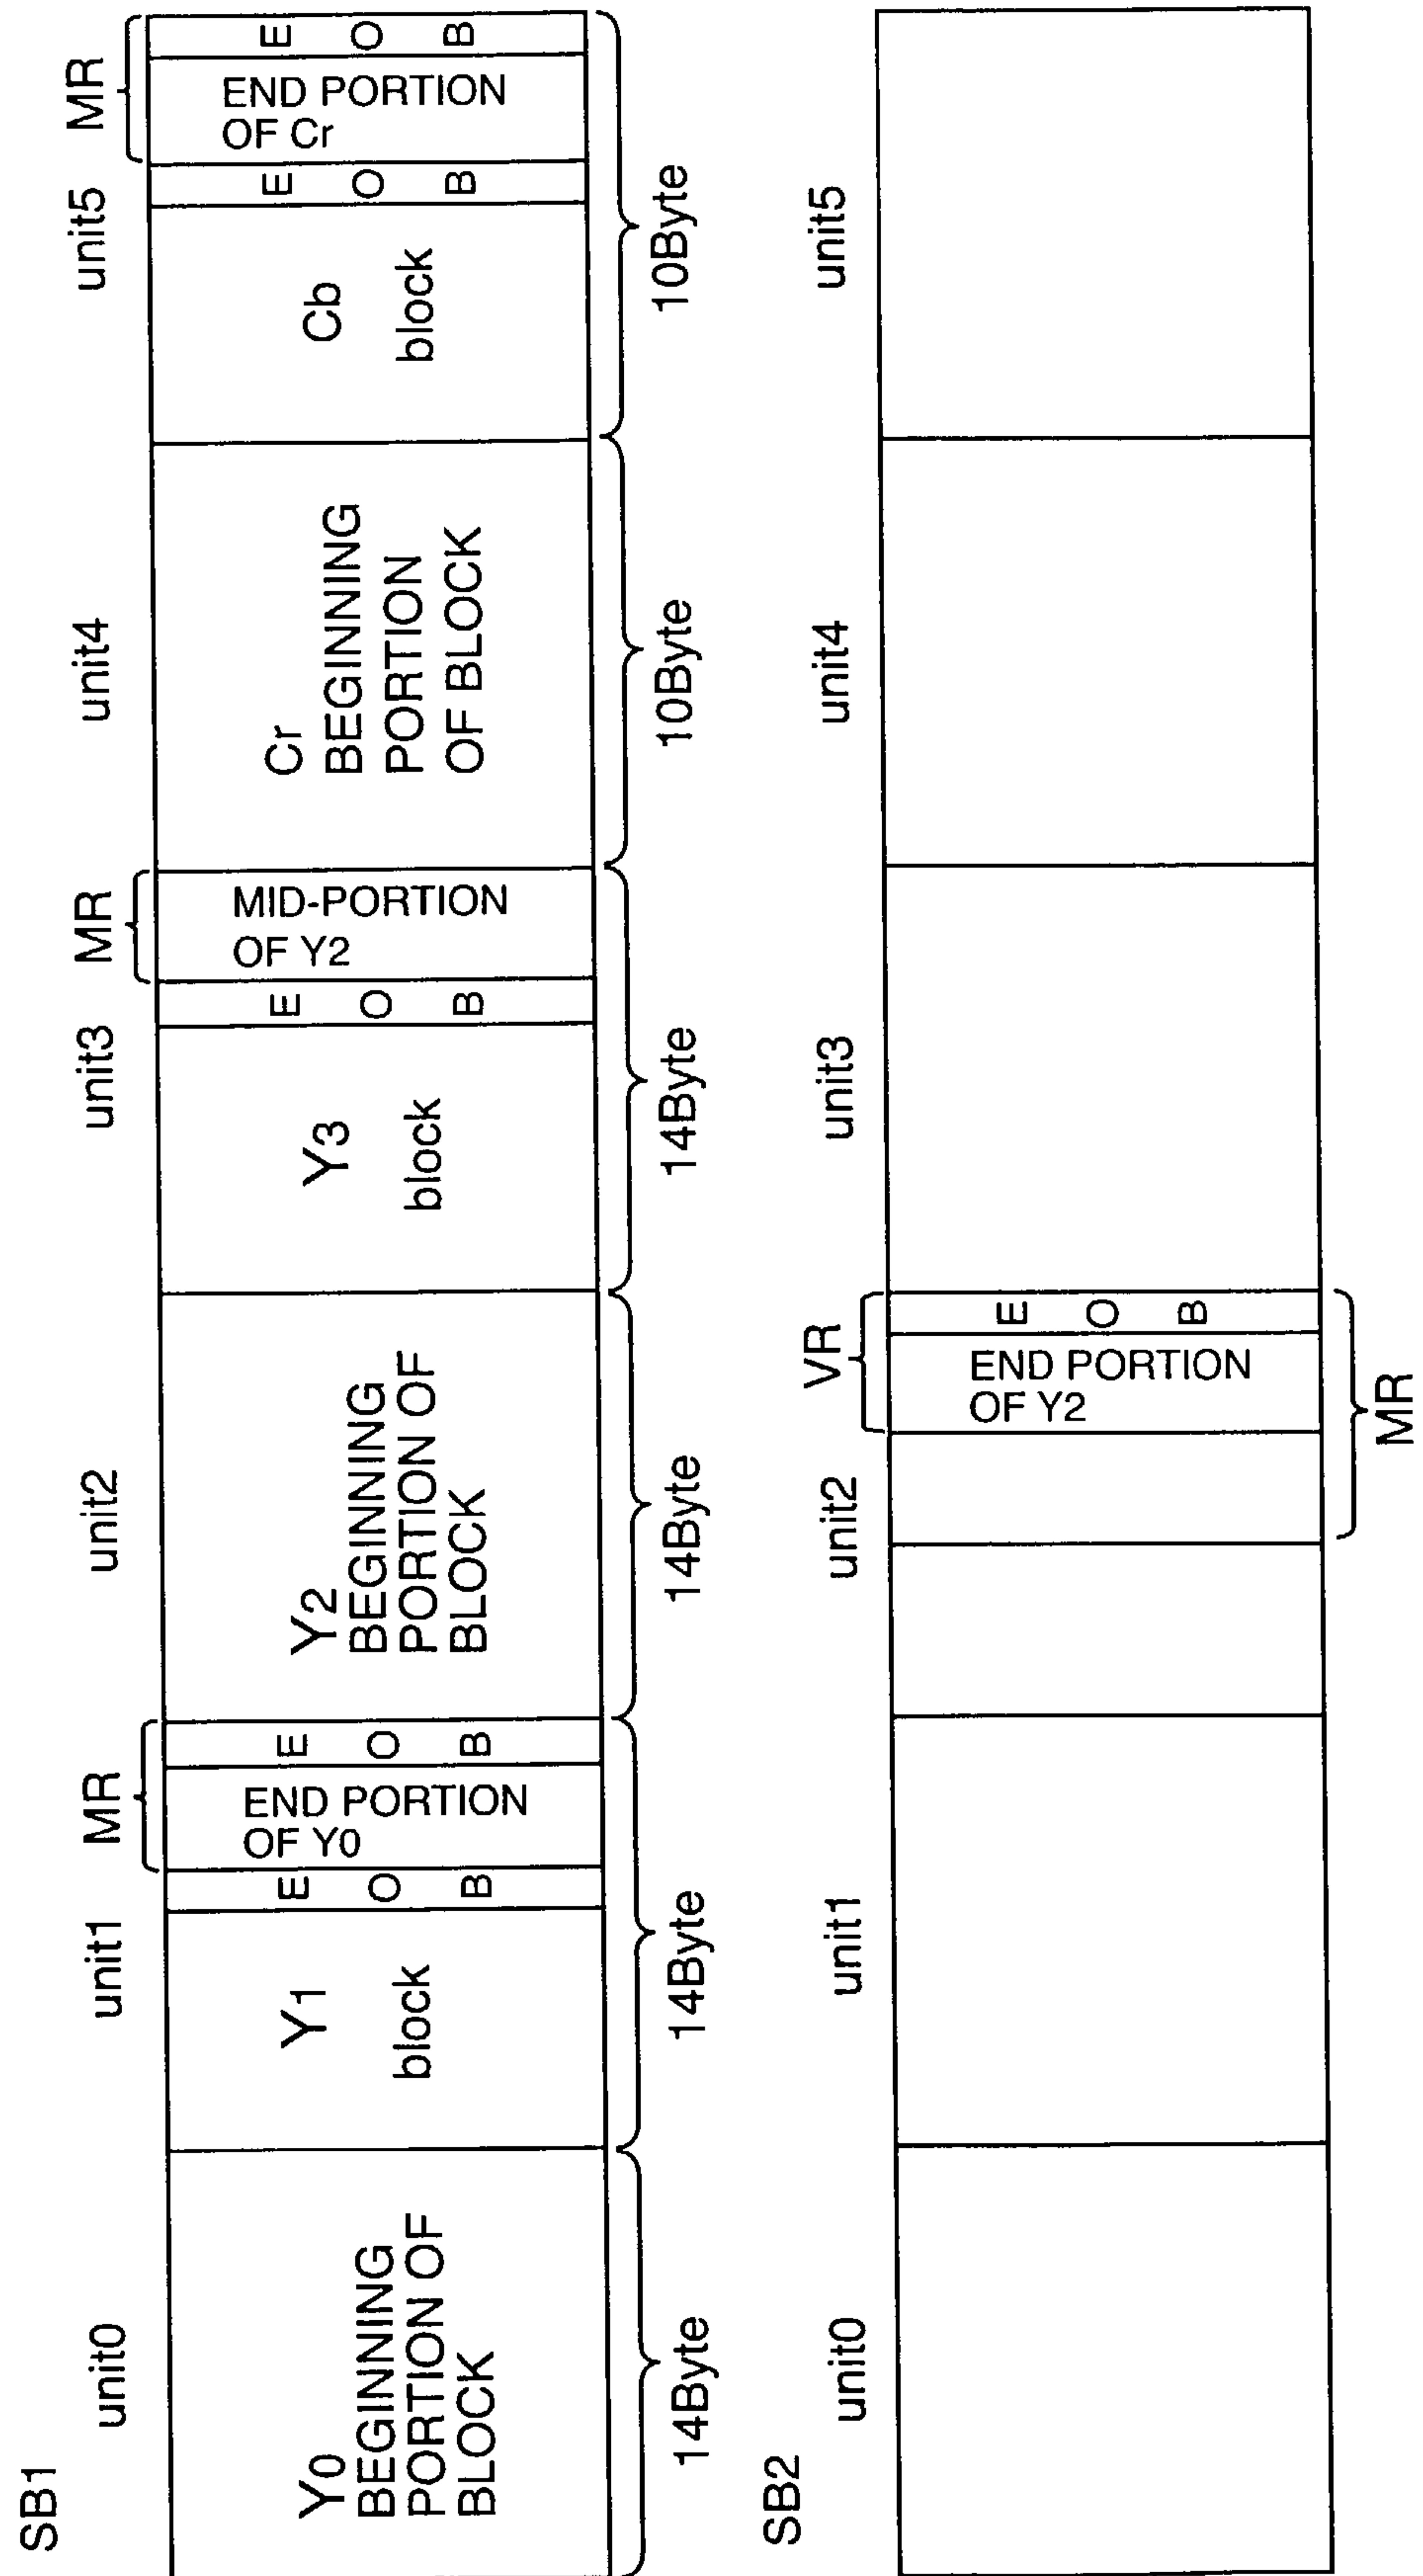 SB1
unit0
unit1
MR
unit2
unit3
MR
unit4
unit5
MR
Y0
BEGINNING
PORTION OF
BLOCK
Y1
block
E O B
END PORTION
OF Y0
E O B
Y2
BEGINNING
PORTION OF
BLOCK
Y3
block
E O B
MID-PORTION
OF Y2
Cr
BEGINNING
PORTION
OF BLOCK
Cb
block
E O B
END PORTION
OF Cr
E O B
14Byte
14Byte
14Byte
14Byte
10Byte
10Byte
SB2
unit0
unit1
unit2
VR
unit3
unit4
unit5
END PORTION
OF Y2
E O B
MR